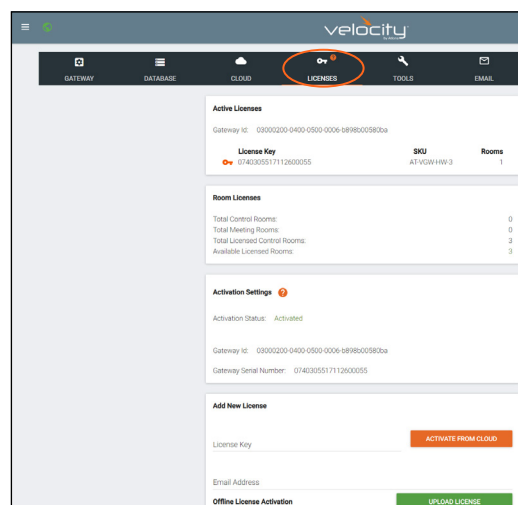 velocity
by Atlona
GATEWAY
DATABASE
CLOUD
LICENSES
TOOLS
EMAIL
Active Licenses
Gateway Id: 03000200-0400-0500-0006-b898b00580ba
License Key SKU Rooms
0740305517112600055 AT-VGW-HW-3 1
Room Licenses
Total Control Rooms: 0
Total Meeting Rooms: 0
Total Licensed Control Rooms: 3
Available Licensed Rooms: 3
Activation Settings ?
Activation Status: Activated
Gateway Id: 03000200-0400-0500-0006-b898b00580ba
Gateway Serial Number: 0740305517112600055
Add New License
License Key
ACTIVATE FROM CLOUD
Email Address
Offline License Activation
UPLOAD LICENSE